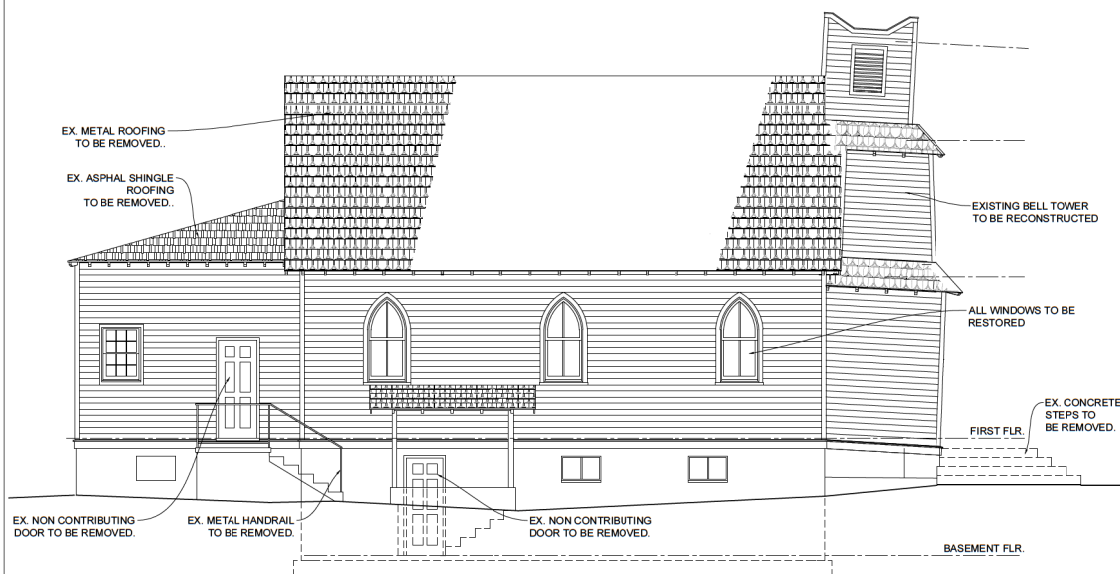 EX. METAL ROOFING
TO BE REMOVED..
EX. ASPHAL SHINGLE
ROOFING
TO BE REMOVED..
EXISTING BELL TOWER
TO BE RECONSTRUCTED
ALL WINDOWS TO BE
RESTORED
EX. CONCRETE
STEPS TO
BE REMOVED.
FIRST FLR.
EX. NON CONTRIBUTING
DOOR TO BE REMOVED.
EX. METAL HANDRAIL
TO BE REMOVED.
EX. NON CONTRIBUTING
DOOR TO BE REMOVED.
BASEMENT FLR.